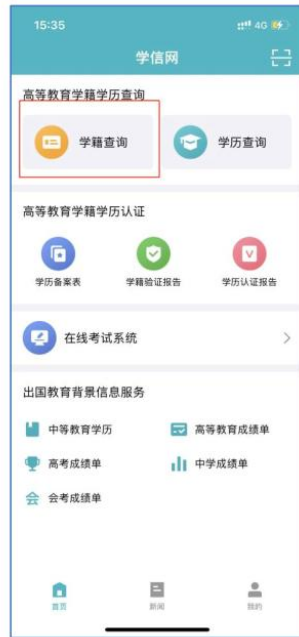 15:35
4G
学信网
高等教育学籍学历查询
学籍查询
学历查询
高等教育学籍学历认证
学历备案表
学籍验证报告
学历认证报告
在线考试系统
出国教育背景信息服务
中等教育学历
高等教育成绩单
高考成绩单
中学成绩单
会 会考成绩单
首页
新闻
我的